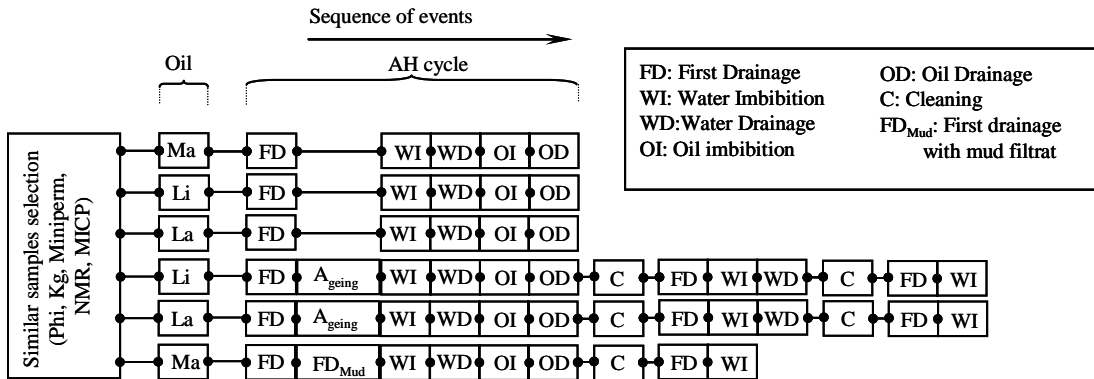 Sequence of events
Oil
AH cycle
FD: First Drainage
WI: Water Imbibition
WD:Water Drainage
OI: Oil imbibition
OD: Oil Drainage
C: Cleaning
FDMud: First drainage
with mud filtrat
Similar samples selection
(Phi, Kg, Miniperm,
NMR, MICP)
Ma FD WI WD OI OD
Li FD WI WD OI OD
La FD WI WD OI OD
Li FD Ageing WI WD OI OD C FD WI WD C FD WI
La FD Ageing WI WD OI OD C FD WI WD C FD WI
Ma FD FDMud WI WD OI OD C FD WI